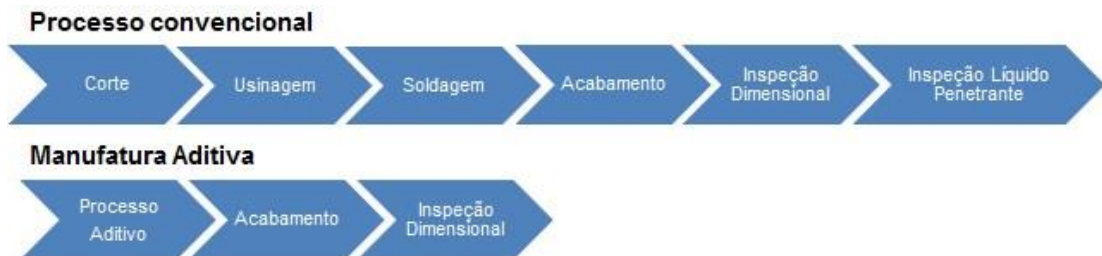 Processo convencional
Corte
Usinagem
Soldagem
Acabamento
Inspeção
Dimensional
Inspeção Líquido
Penetrante
Manufatura Aditiva
Processo
Aditivo
Acabamento
Inspeção
Dimensional